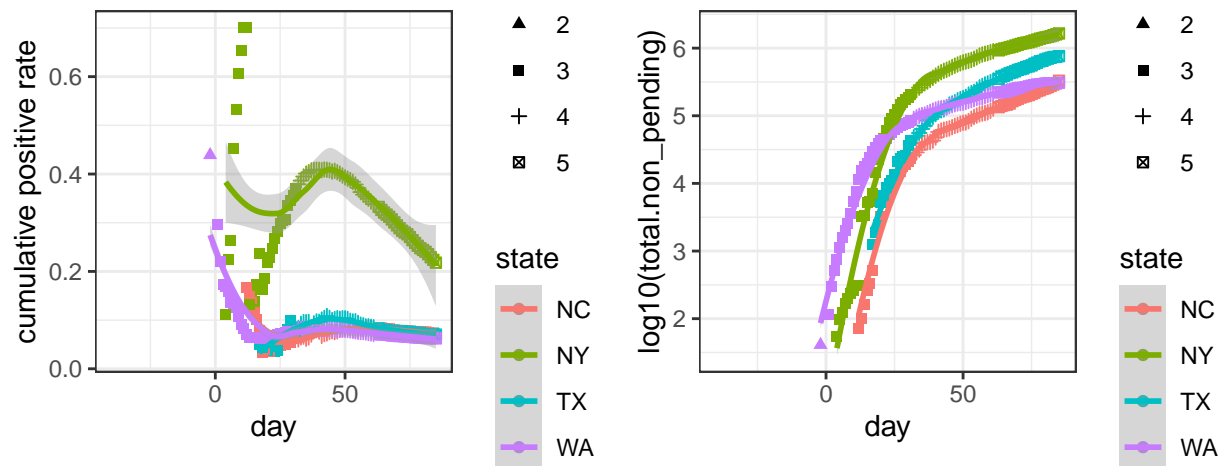 cumulative positive rate
0.6
0.4
0.2
0.0
0
50
day
2
3
4
5
state
NC
NY
TX
WA
log10(total.non_pending)
6
5
4
3
2
0
50
day
2
3
4
5
state
NC
NY
TX
WA